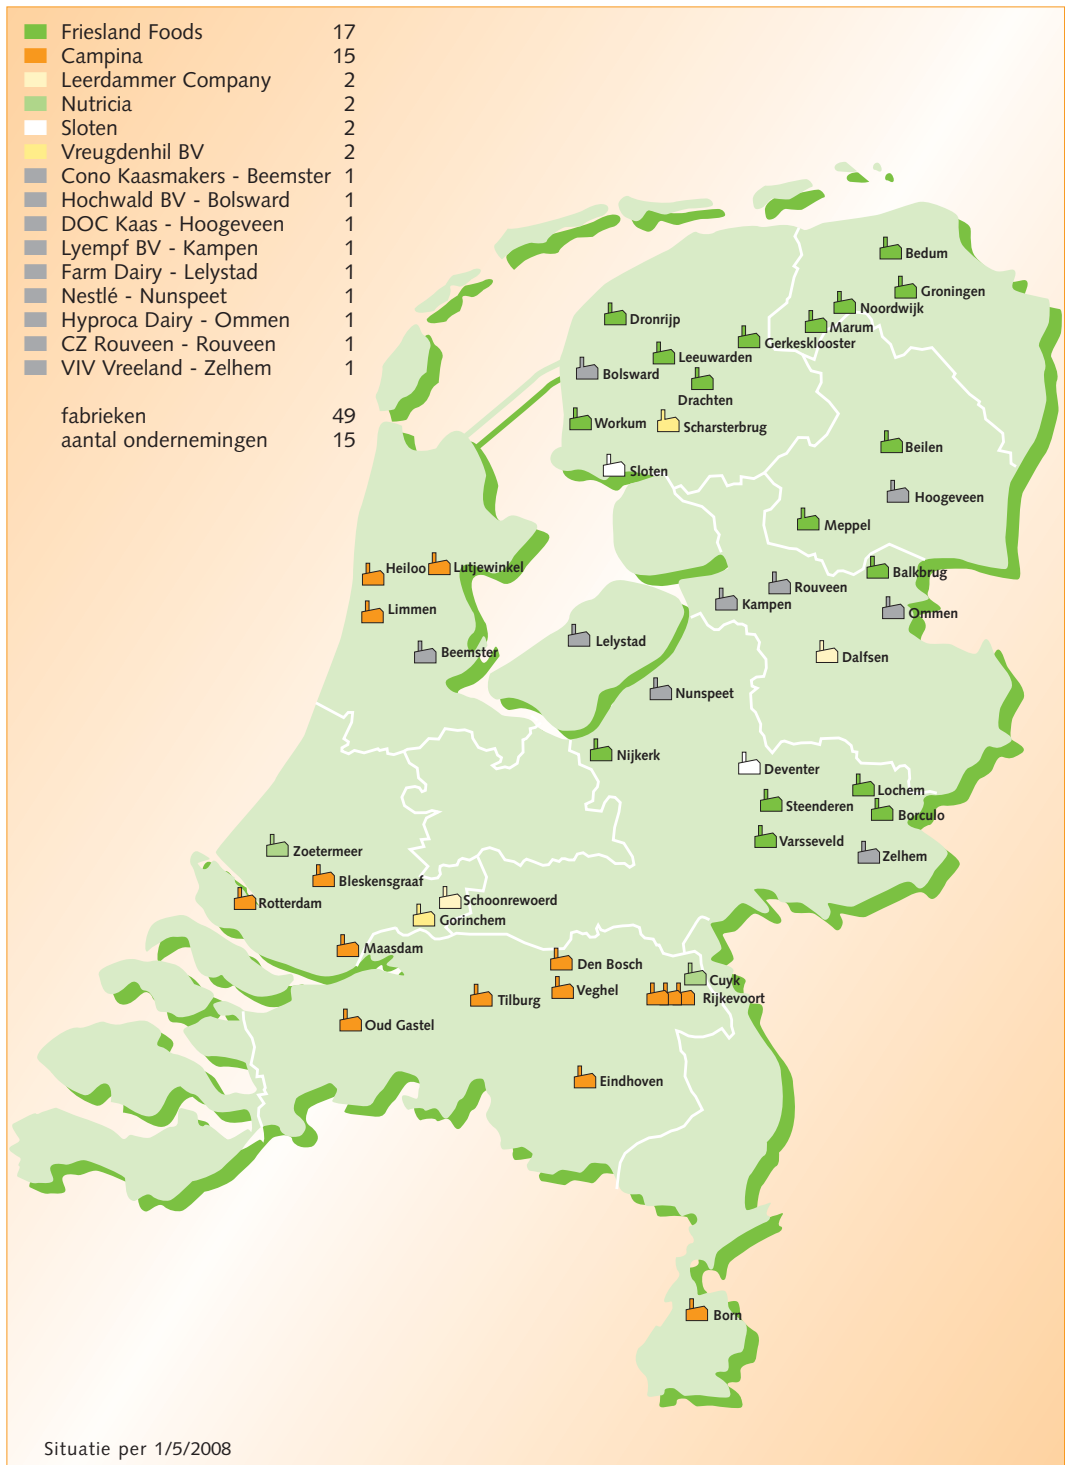 Friesland Foods 17
Campina 15
Leerdammer Company 2
Nutricia 2
Sloten 2
Vreugdenhil BV 2
Cono Kaasmakers - Beemster 1
Hochwald BV - Bolsward 1
DOC Kaas - Hoogeveen 1
Lyempf BV - Kampen 1
Farm Dairy - Lelystad 1
Nestlé - Nunspeet 1
Hyproca Dairy - Ommen 1
CZ Rouveen - Rouveen 1
VIV Vreeland - Zelhem 1
fabrieken 49
aantal ondernemingen 15
Bedum
Groningen
Noordwijk
Dronrijp
Marum
Gerkesklooster
Leeuwarden
Bolsward
Drachten
Workum
Scharsterbrug
Beilen
Sloten
Hoogeveen
Meppel
Heiloo
Lutjewinkel
Balkbrug
Rouveen
Kampen
Limmen
Ommen
Lelystad
Beemster
Dalfsen
Nunspeet
Nijkerk
Deventer
Lochem
Steenderen
Borculo
Varsseveld
Zoetermeer
Zelhem
Bleskensgraaf
Schoonrewoerd
Rotterdam
Gorinchem
Maasdam
Den Bosch
Cuyk
Veghel
Rijkevoort
Tilburg
Oud Gastel
Eindhoven
Born
Situatie per 1/5/2008